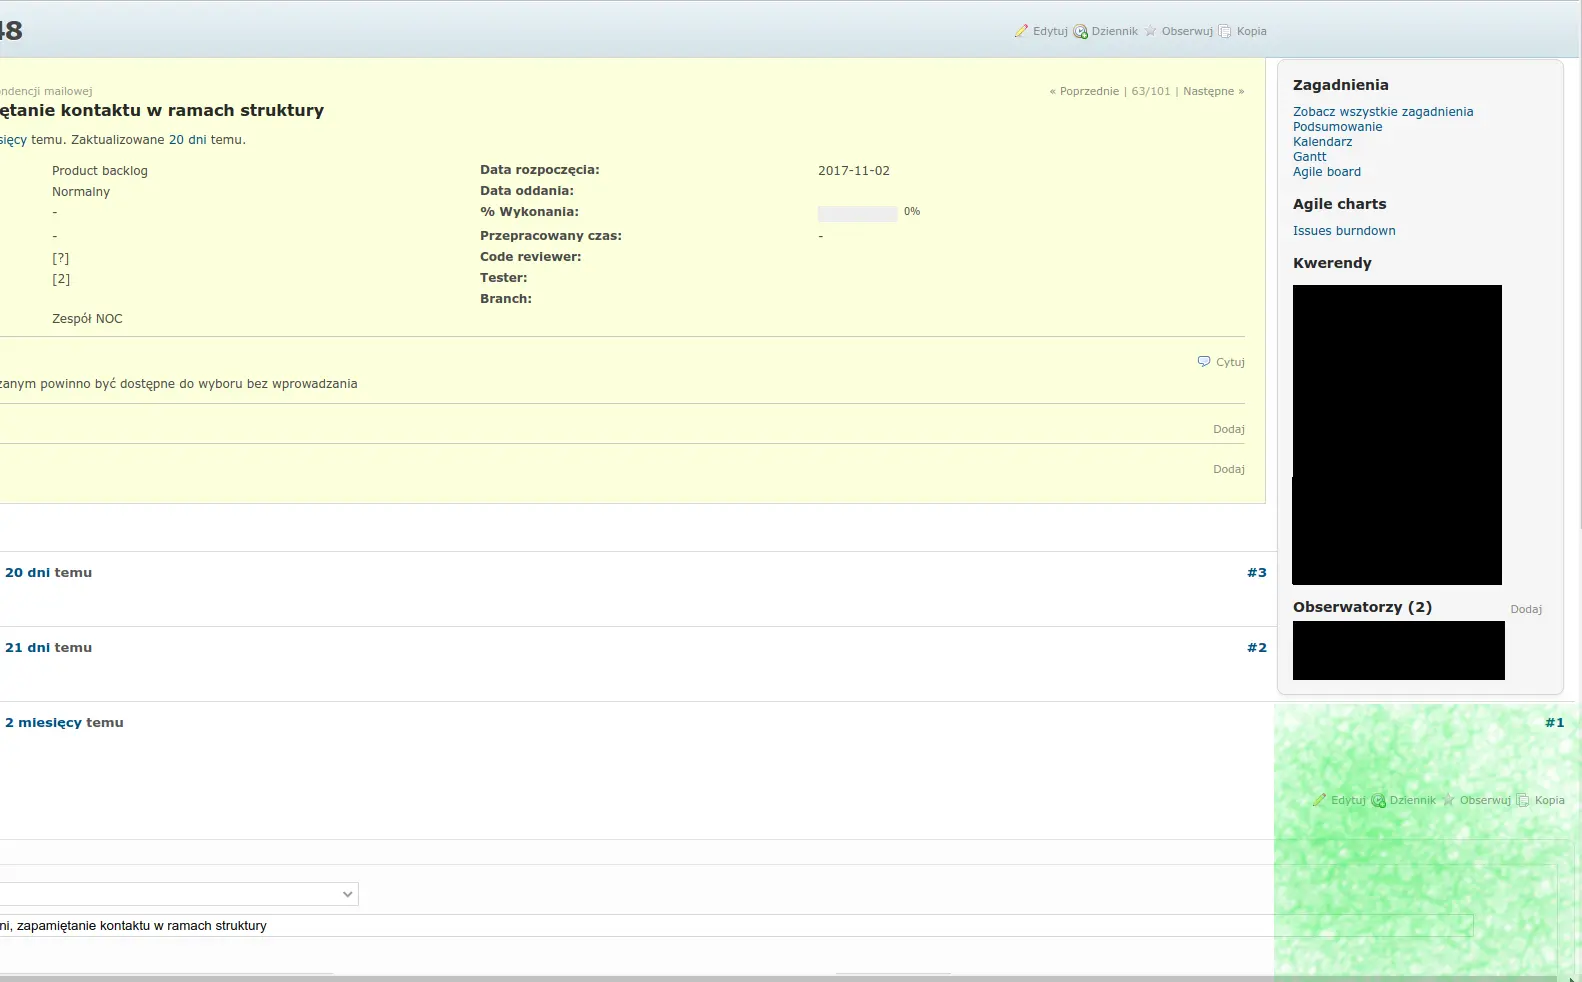 48
Edytuj Dziennik Obserwuj Kopia
ndencji mailowej
« Poprzednie | 63/101 | Następne »
ętanie kontaktu w ramach struktury
sięcy temu. Zaktualizowane 20 dni temu.
Product backlog
Data rozpoczęcia: 2017-11-02
Normalny
Data oddania:
-
% Wykonania: 0%
-
Przepracowany czas: -
[?]
Code reviewer:
[2]
Tester:
Branch:
Zespół NOC
Cytuj
zanym powinno być dostępne do wyboru bez wprowadzania
Dodaj
Dodaj
20 dni temu #3
21 dni temu #2
2 miesięcy temu #1
Edytuj Dziennik Obserwuj Kopia
ni, zapamiętanie kontaktu w ramach struktury
Zagadnienia
Zobacz wszystkie zagadnienia
Podsumowanie
Kalendarz
Gantt
Agile board
Agile charts
Issues burndown
Kwerendy
Obserwatorzy (2) Dodaj